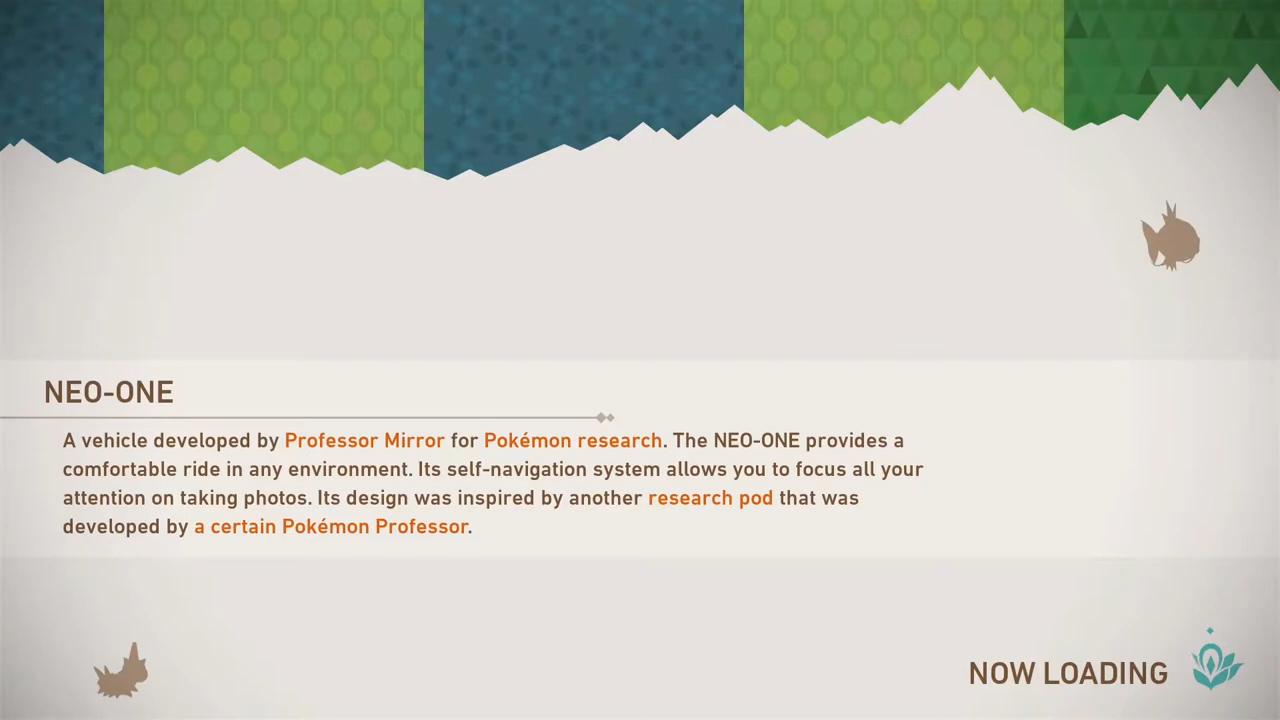 NEO-ONE
A vehicle developed by Professor Mirror for Pokémon research. The NEO-ONE provides a
comfortable ride in any environment. Its self-navigation system allows you to focus all your
attention on taking photos. Its design was inspired by another research pod that was
developed by a certain Pokémon Professor.
NOW LOADING